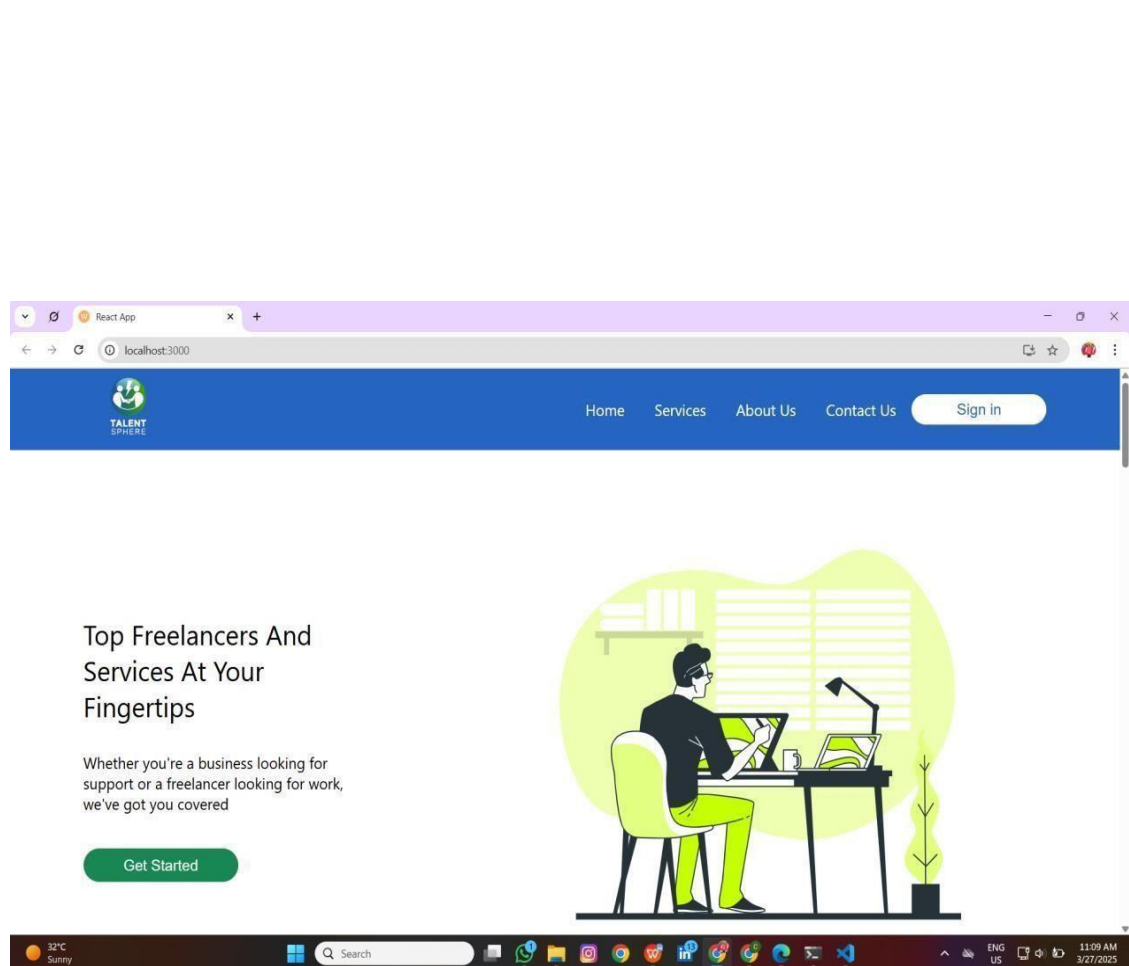 React App
localhost:3000
TALENT
SPHERE
Home Services About Us Contact Us Sign in
Top Freelancers And
Services At Your
Fingertips
Whether you're a business looking for
support or a freelancer looking for work,
we've got you covered
Get Started
32°C
Sunny
Search
13
ENG
US
11:09 AM
3/27/2025